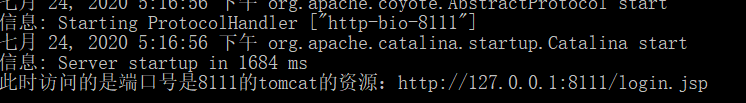 七月 24, 2020 5:16:56 下午 org.apache.coyote.AbstractProtocol start
信息: Starting ProtocolHandler ["http-bio-8111"]
七月 24, 2020 5:16:56 下午 org.apache.catalina.startup.Catalina start
信息: Server startup in 1684 ms
此时访问的是端口号是8111的tomcat的资源：http://127.0.0.1:8111/login.jsp